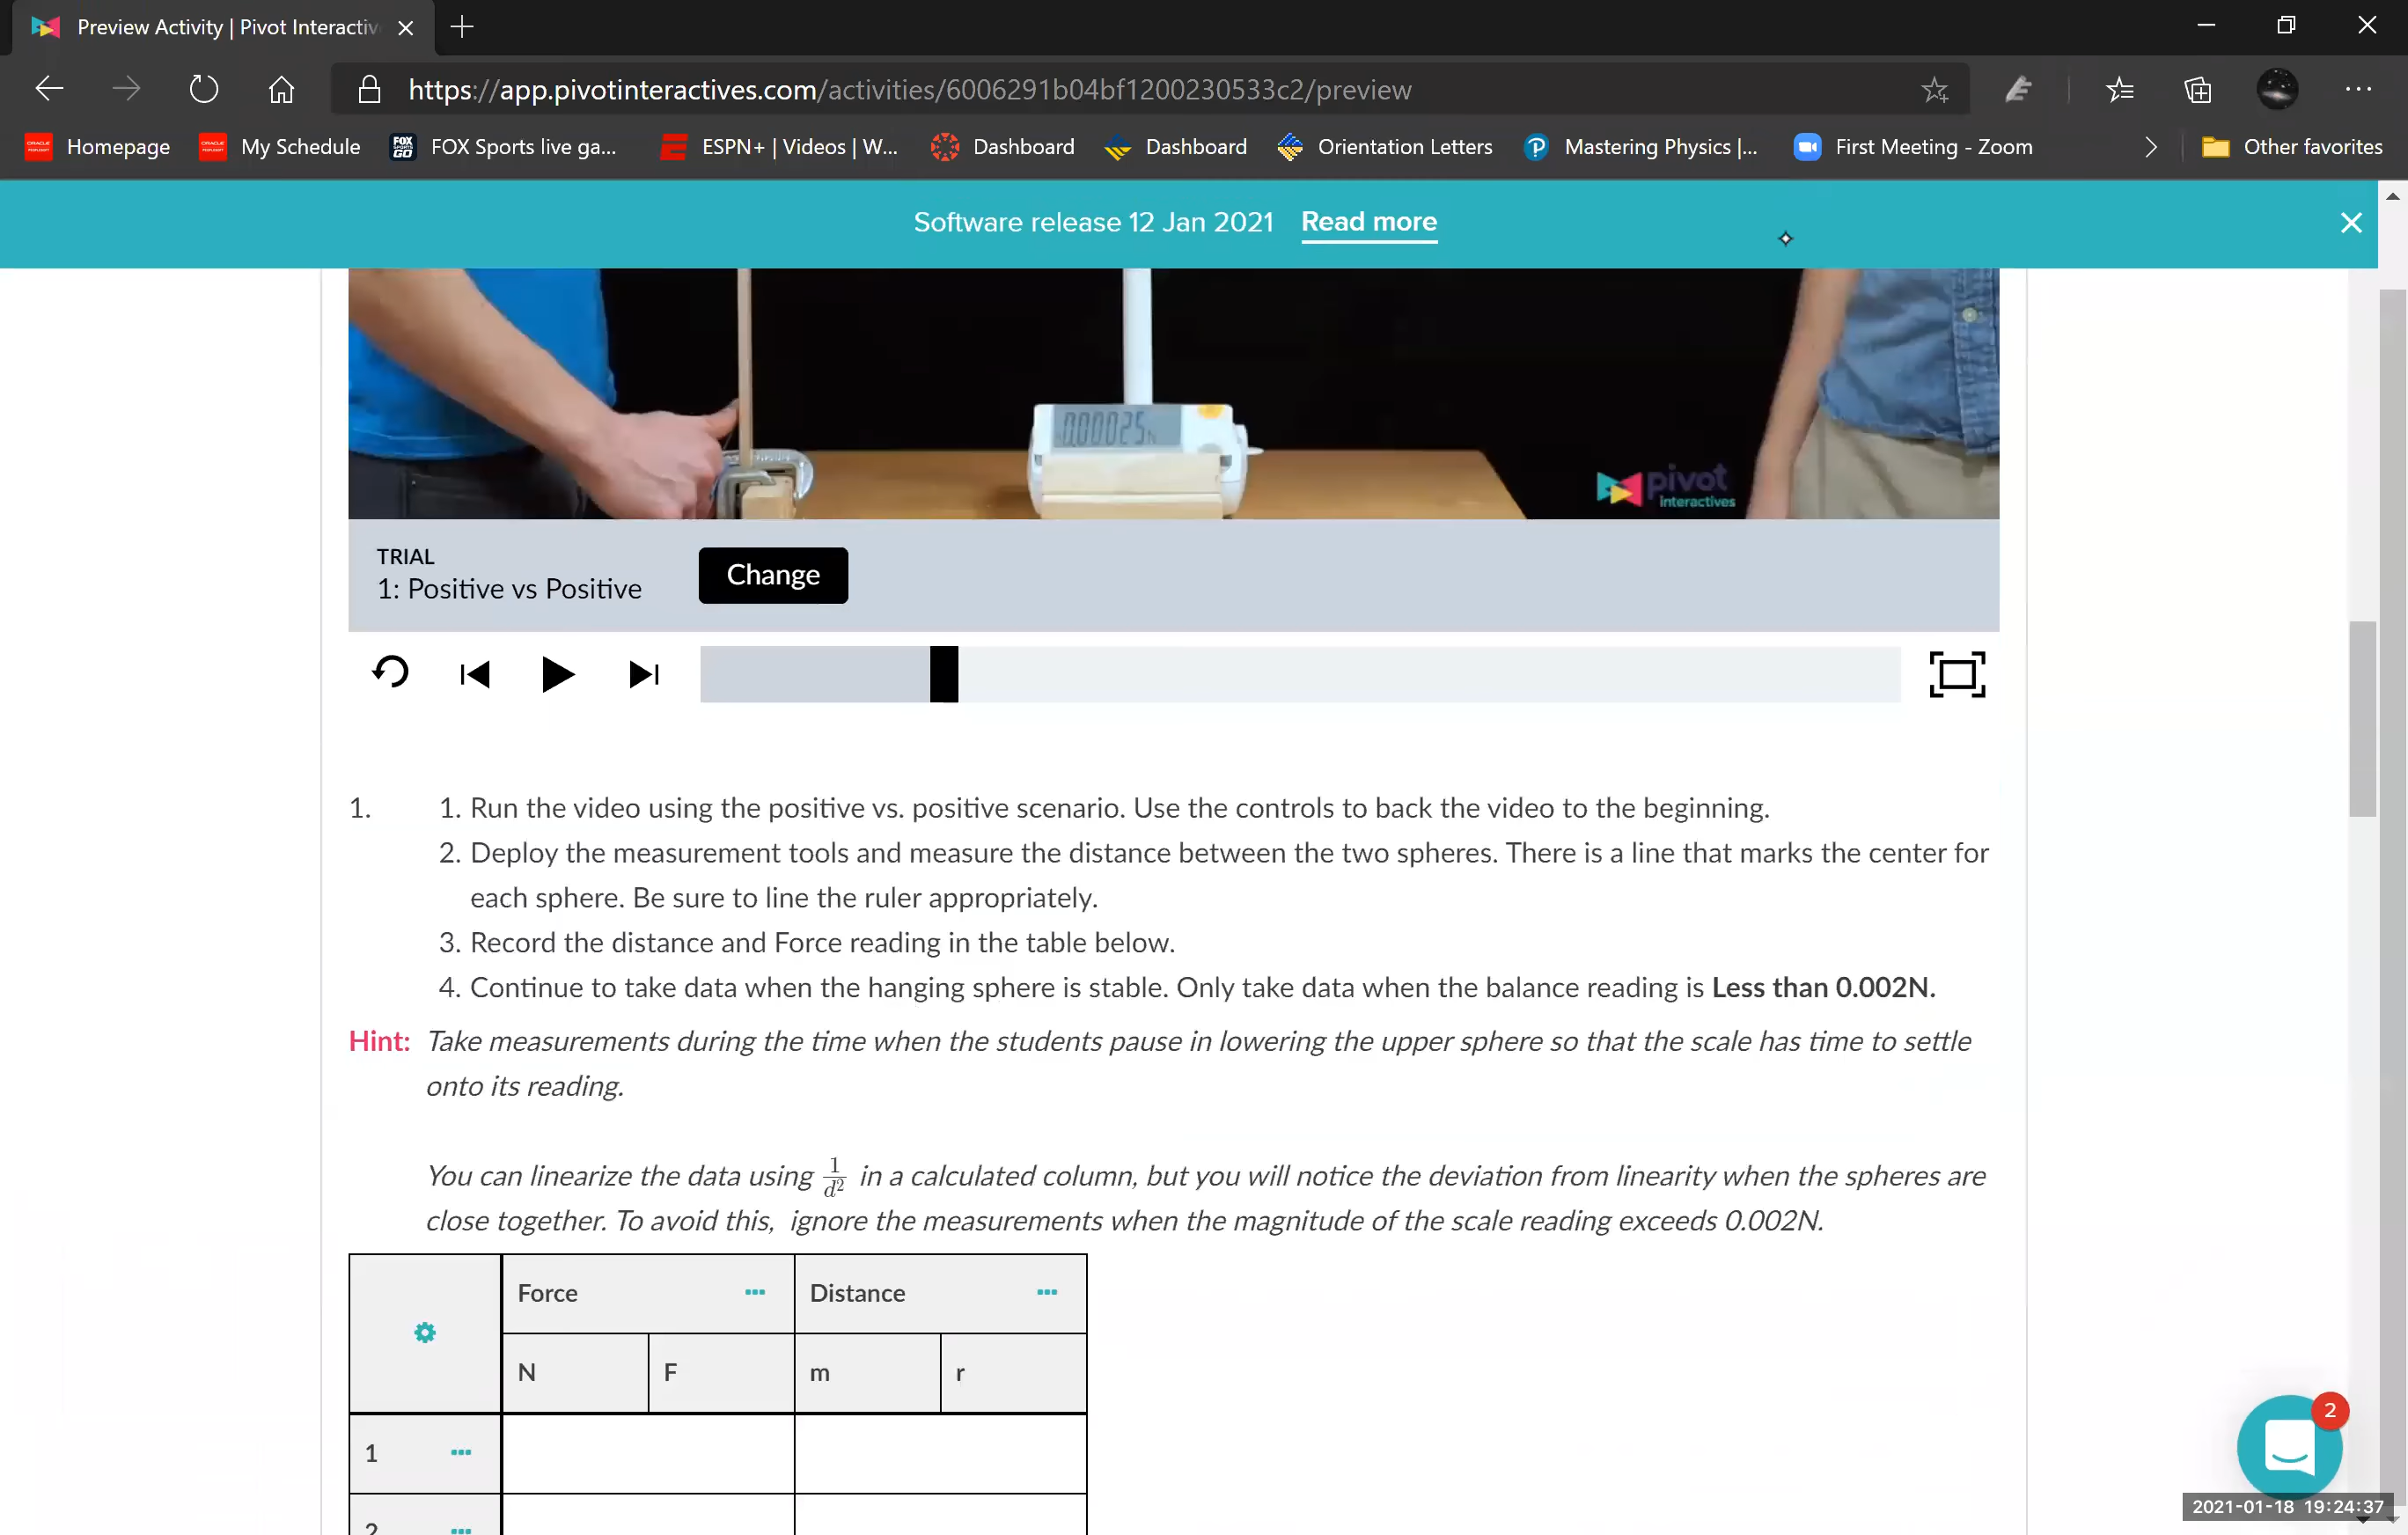 Preview Activity | Pivot Interactiv
https://app.pivotinteractives.com/activities/6006291b04bf1200230533c2/preview
Homepage My Schedule FOX Sports live ga... ESPN+ | Videos | W... Dashboard Dashboard Orientation Letters Mastering Physics |... First Meeting - Zoom Other favorites
Software release 12 Jan 2021 Read more
0.00025
pivot
interactives
TRIAL
1: Positive vs Positive
Change
1. 1. Run the video using the positive vs. positive scenario. Use the controls to back the video to the beginning.
2. Deploy the measurement tools and measure the distance between the two spheres. There is a line that marks the center for
each sphere. Be sure to line the ruler appropriately.
3. Record the distance and Force reading in the table below.
4. Continue to take data when the hanging sphere is stable. Only take data when the balance reading is Less than 0.002N.
Hint: Take measurements during the time when the students pause in lowering the upper sphere so that the scale has time to settle
onto its reading.
You can linearize the data using 1/d² in a calculated column, but you will notice the deviation from linearity when the spheres are
close together. To avoid this, ignore the measurements when the magnitude of the scale reading exceeds 0.002N.
Force ... Distance ...
N F m r
1 ...
2 ...
2
2021-01-18 19:24:37